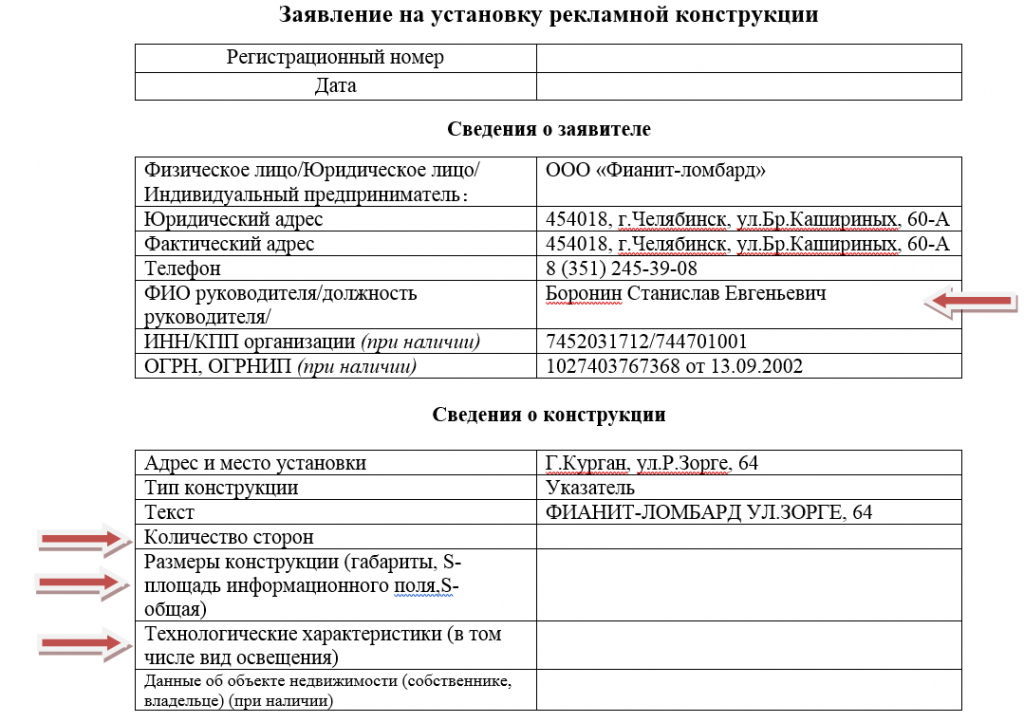 Заявление на установку рекламной конструкции
Регистрационный номер
Дата
Сведения о заявителе
Физическое лицо/Юридическое лицо/ ООО «Фианит-ломбард»
Индивидуальный предприниматель:
Юридический адрес 454018, г.Челябинск, ул.Бр.Кашириных, 60-А
Фактический адрес 454018, г.Челябинск, ул.Бр.Кашириных, 60-А
Телефон 8 (351) 245-39-08
ФИО руководителя/должность Боронин Станислав Евгеньевич
руководителя/
ИНН/КПП организации (при наличии) 7452031712/744701001
ОГРН, ОГРНИП (при наличии) 1027403767368 от 13.09.2002
Сведения о конструкции
Адрес и место установки Г.Курган, ул.Р.Зорге, 64
Тип конструкции Указатель
Текст ФИАНИТ-ЛОМБАРД УЛ.ЗОРГЕ, 64
Количество сторон
Размеры конструкции (габариты, S-
площадь информационного поля,S-
общая)
Технологические характеристики (в том
числе вид освещения)
Данные об объекте недвижимости (собственнике,
владельце) (при наличии)